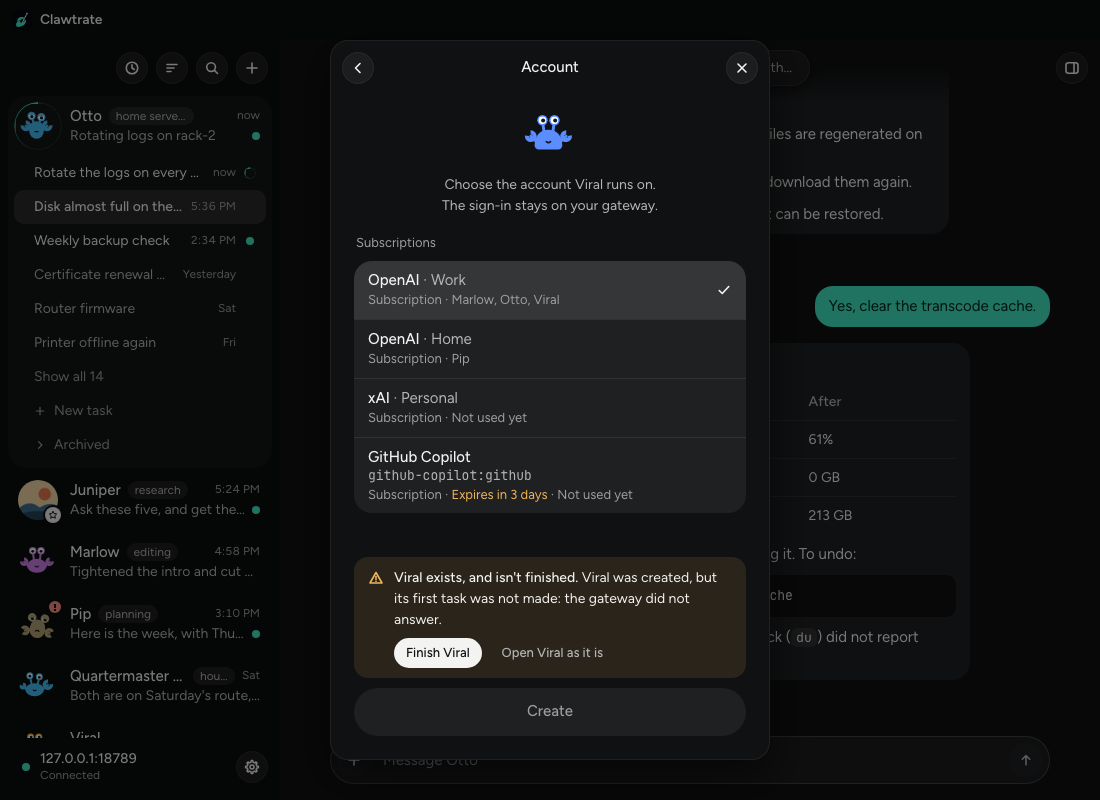 Clawtrate
Account
th...
Otto home serve... now
Rotating logs on rack-2
Rotate the logs on every ... now
Disk almost full on the... 5:36 PM
Weekly backup check 2:34 PM
Certificate renewal ... Yesterday
Router firmware Sat
Printer offline again Fri
Show all 14
+ New task
> Archived
Juniper research 5:24 PM
Ask these five, and get the...
Marlow editing 4:58 PM
Tightened the intro and cut ...
Pip planning 3:10 PM
Here is the week, with Thu...
Quartermaster ... hou... Sat
Both are on Saturday's route,...
Viral
127.0.0.1:18789
Connected
Choose the account Viral runs on.
The sign-in stays on your gateway.
Subscriptions
OpenAI · Work
Subscription · Marlow, Otto, Viral
OpenAI · Home
Subscription · Pip
xAI · Personal
Subscription · Not used yet
GitHub Copilot
github-copilot:github
Subscription · Expires in 3 days · Not used yet
Viral exists, and isn't finished. Viral was created, but
its first task was not made: the gateway did not
answer.
Finish Viral Open Viral as it is
Create
are regenerated on
download them again.
can be restored.
Yes, clear the transcode cache.
After
61%
0 GB
213 GB
it. To undo:
( du ) did not report
Message Otto